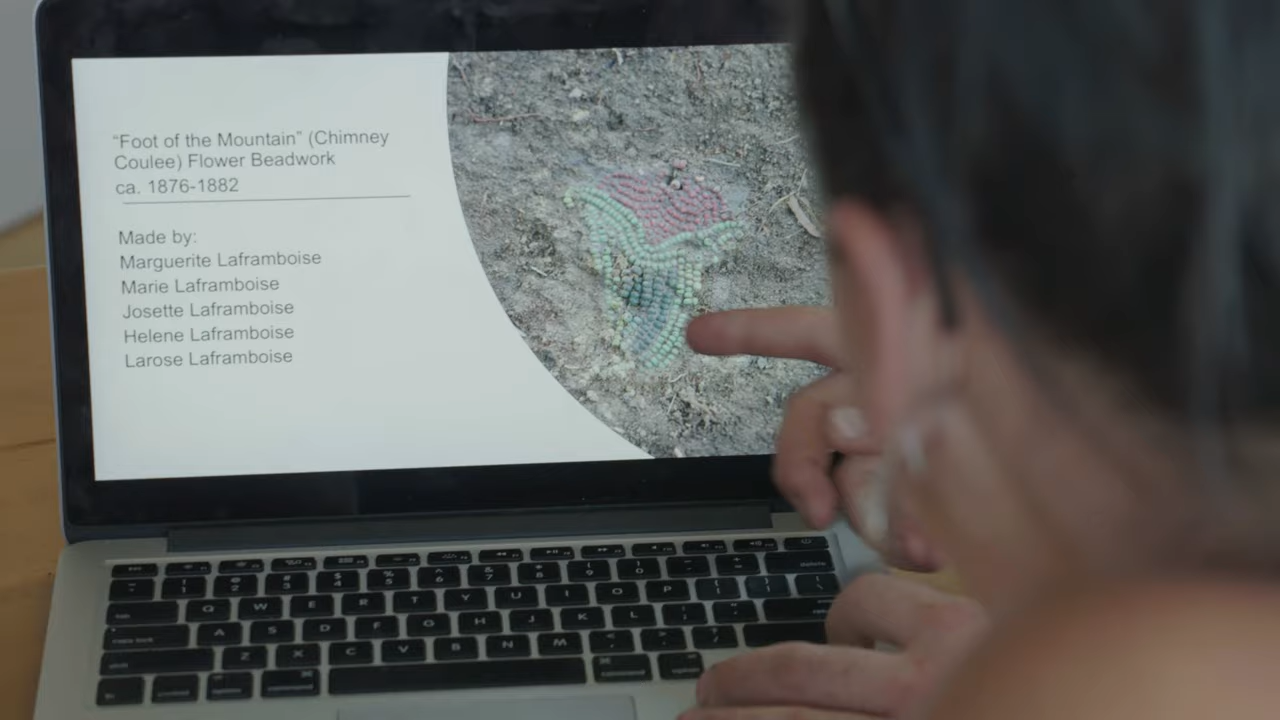 “Foot of the Mountain” (Chimney
Coulee) Flower Beadwork
ca. 1876-1882
Made by:
Marguerite Laframboise
Marie Laframboise
Josette Laframboise
Helene Laframboise
Larose Laframboise
delete
Q W E R T Y U I O P
A S D F G H J K L
Z X C V B N M